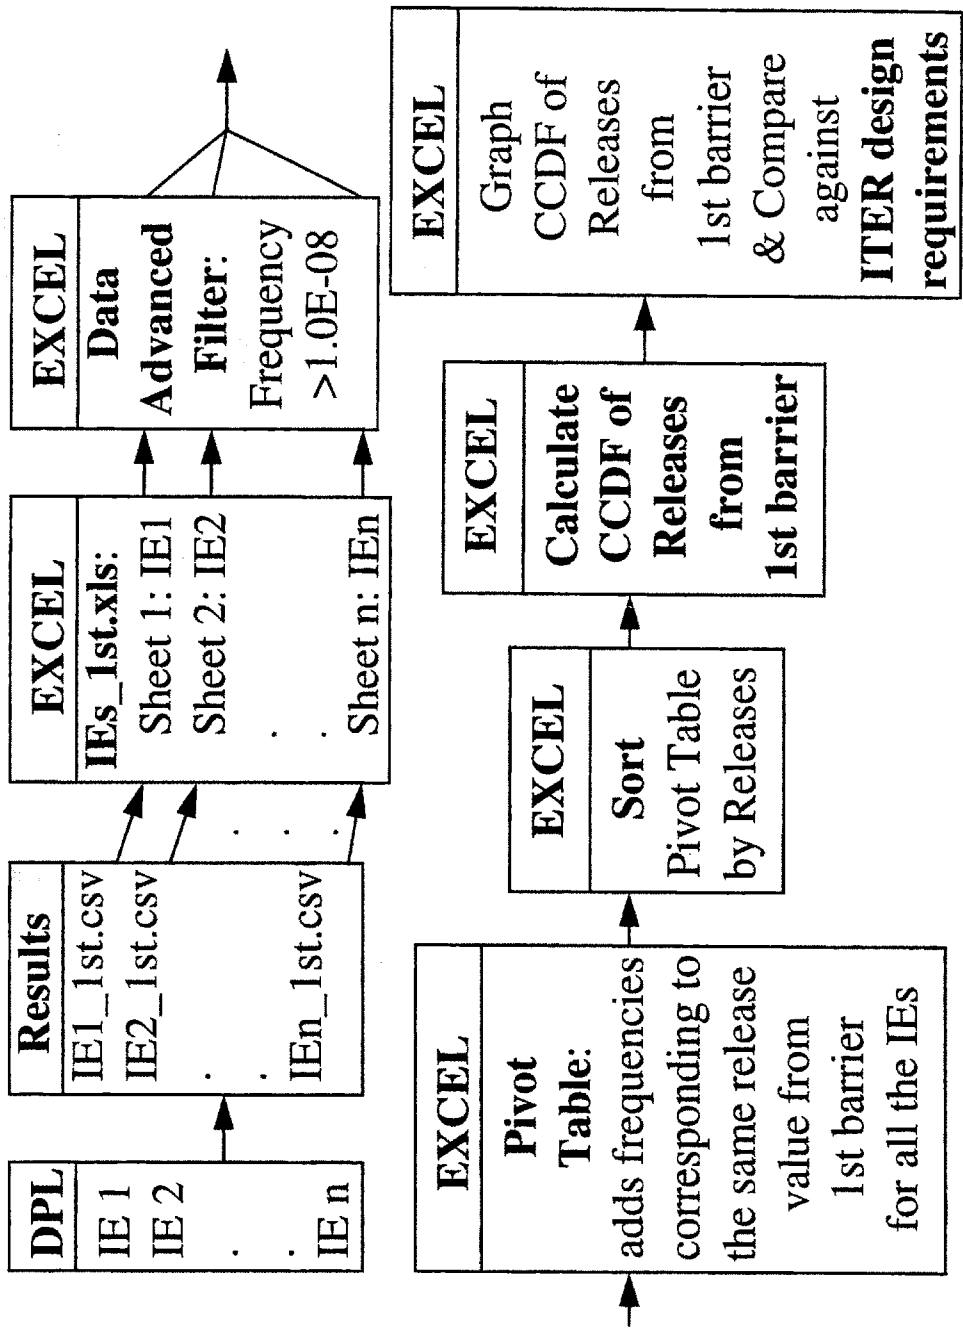 DPL
IE 1
IE 2
.
.
IE n
Results
IE1_1st.csv
IE2_1st.csv
.
.
IEn_1st.csv
.
.
.
EXCEL
IEs_1st.xls:
Sheet 1: IE1
Sheet 2: IE2
.
.
Sheet n: IEn
EXCEL
Data
Advanced
Filter:
Frequency
>1.0E-08
EXCEL
Pivot
Table:
adds frequencies
corresponding to
the same release
value from
1st barrier
for all the IEs
EXCEL
Sort
Pivot Table
by Releases
EXCEL
Calculate
CCDF of
Releases
from
1st barrier
EXCEL
Graph
CCDF of
Releases
from
1st barrier
& Compare
against
ITER design
requirements